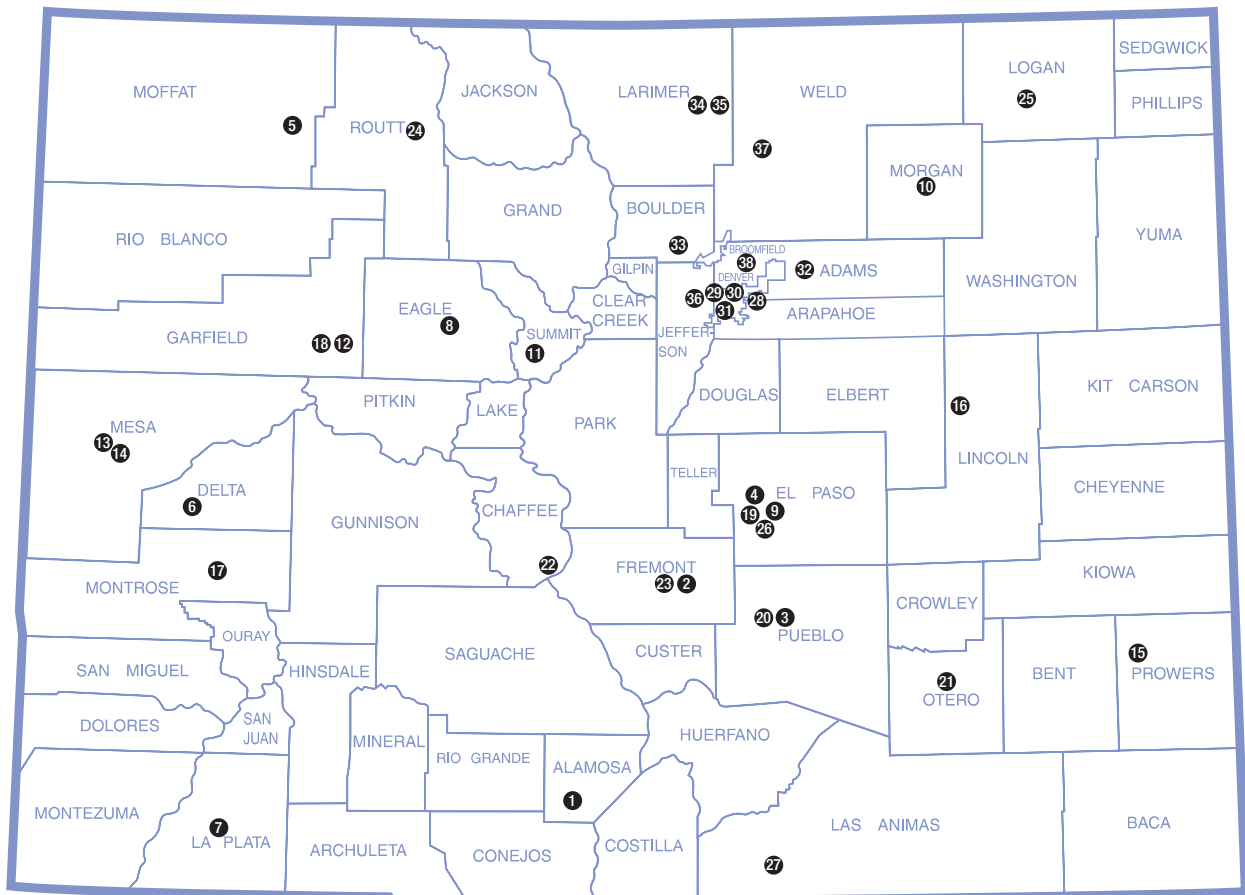 SEDGWICK
LOGAN
MOFFAT
JACKSON
LARIMER
WELD
25
PHILLIPS
34 35
5
ROUTT 24
37
MORGAN
10
BOULDER
GRAND
RIO BLANCO
YUMA
33
BROOMFIELD
38
GILPIN
DENVER
32 ADAMS
WASHINGTON
36 29 30 28
CLEAR
CREEK
31
ARAPAHOE
EAGLE
8
GARFIELD
18 12
SUMMIT
11
JEFFER-
SON
KIT CARSON
DOUGLAS
ELBERT
16
PITKIN
LAKE
PARK
MESA
13
14
LINCOLN
TELLER
CHEYENNE
DELTA
6
4 EL PASO
19 9
26
CHAFFEE
GUNNISON
22
17
FREMONT
23 2
KIOWA
MONTROSE
CROWLEY
20 3
PUEBLO
OURAY
SAGUACHE
CUSTER
15
PROWERS
SAN MIGUEL
HINSDALE
BENT
21
OTERO
DOLORES
SAN
JUAN
MINERAL
HUERFANO
RIO GRANDE
ALAMOSA
1
MONTEZUMA
7
LA PLATA
ARCHULETA
CONEJOS
COSTILLA
LAS ANIMAS
BACA
27